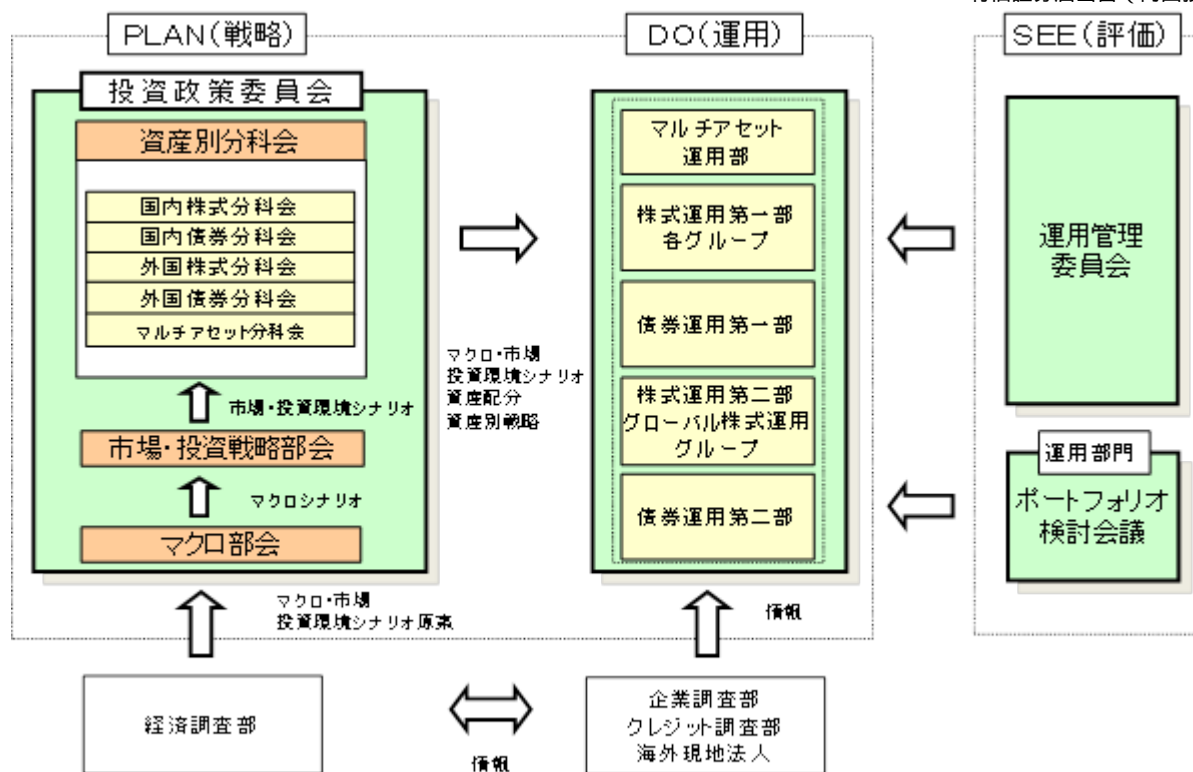 PLAN(戦略)
DO(運用)
SEE(評価)
投資政策委員会
資産別分科会
国内株式分科会
国内債券分科会
外国株式分科会
外国債券分科会
マルチアセット分科会
市場・投資環境シナリオ
市場・投資戦略部会
マクロシナリオ
マクロ部会
マクロ・市場
投資環境シナリオ
資産配分
資産別戦略
マルチアセット
運用部
株式運用第一部
各グループ
債券運用第一部
株式運用第二部
グローバル株式運用
グループ
債券運用第二部
運用管理
委員会
運用部門
ポートフォリオ
検討会議
マクロ・市場
投資環境シナリオ原案
情報
経済調査部
情報
企業調査部
クレジット調査部
海外現地法人